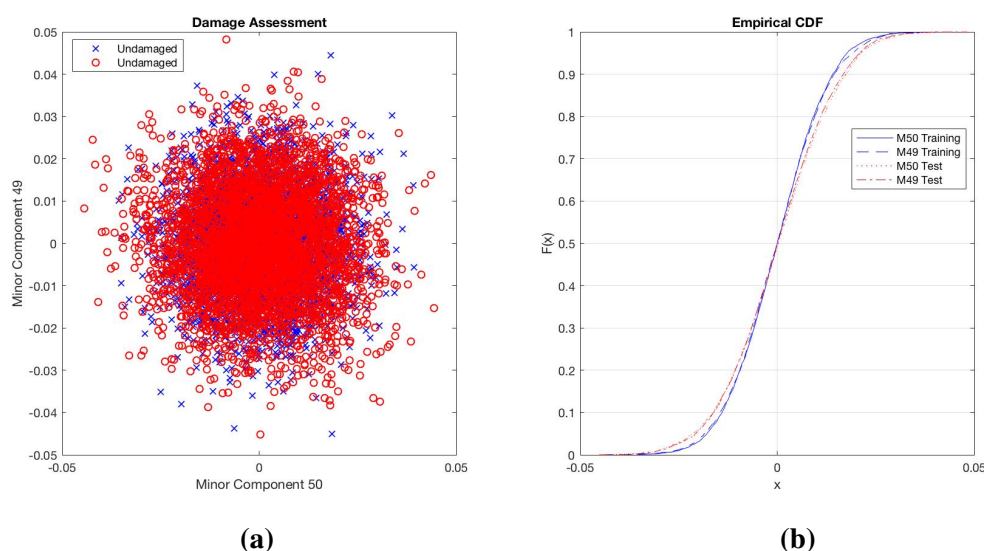 Damage Assessment
Undamaged
Undamaged
0.05
0.04
0.03
0.02
0.01
0
-0.01
-0.02
-0.03
-0.04
-0.05
-0.05
0
0.05
Minor Component 49
Minor Component 50
(a)
Empirical CDF
M50 Training
M49 Training
M50 Test
M49 Test
1
0.9
0.8
0.7
0.6
0.5
0.4
0.3
0.2
0.1
0
-0.05
0
0.05
F(x)
x
(b)